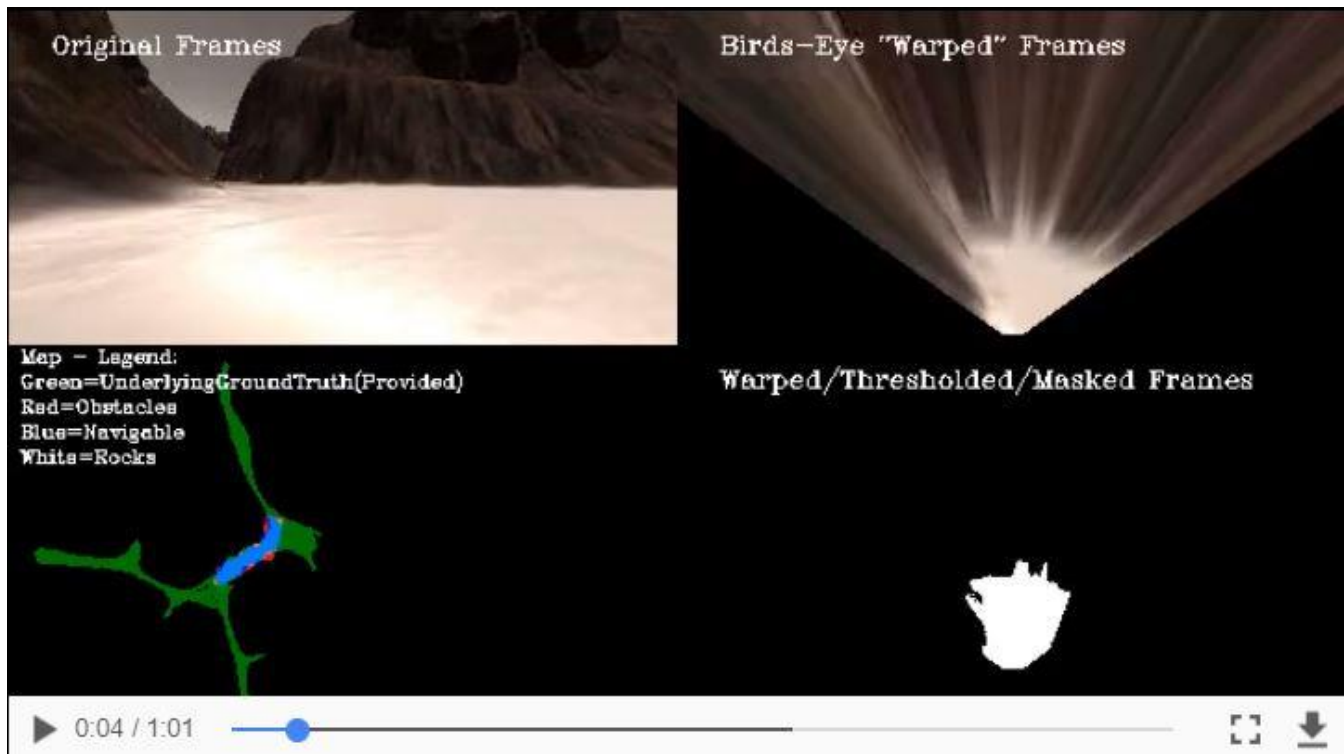 Original Frames
Birds-Eye "Warped" Frames
Map - Legend:
Green=UnderlyingGroundTruth(Provided)
Red=Obstacles
Blue=Navigable
White=Rocks
Warped/Thresholded/Masked Frames
0:04 / 1:01